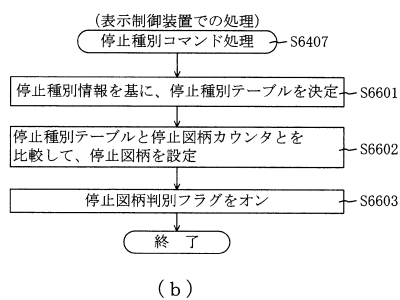 (表示制御装置での処理)
停止種別コマンド処理 S6407
停止種別情報を基に、停止種別テーブルを決定 S6601
停止種別テーブルと停止図柄カウンタとを
比較して、停止図柄を設定 S6602
停止図柄判別フラグをオン S6603
終 了
(b)